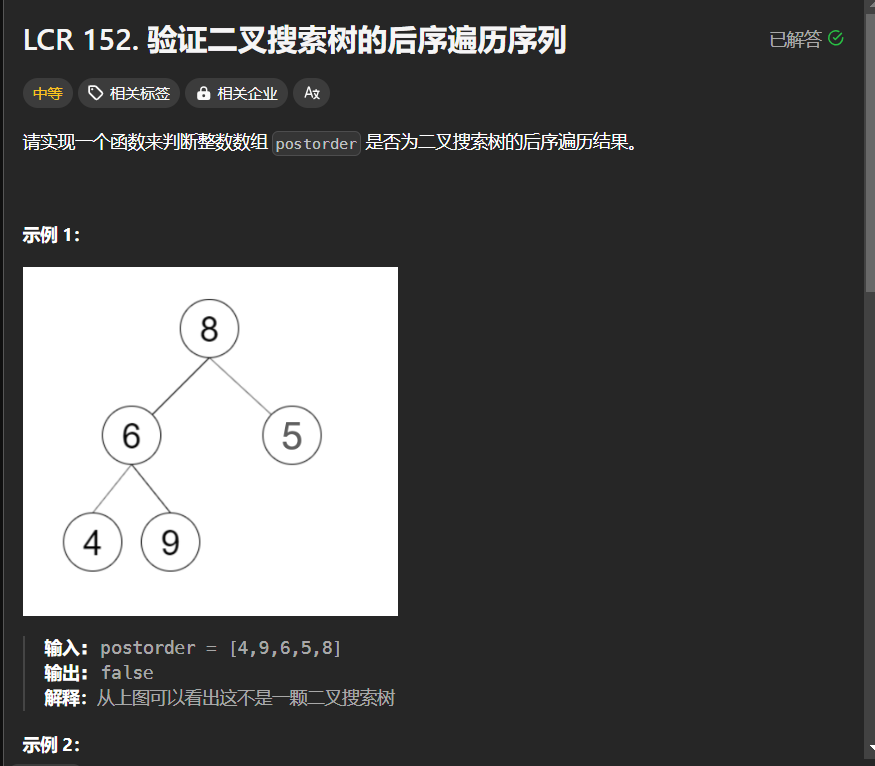 LCR 152. 验证二叉搜索树的后序遍历序列
已解答
中等 相关标签 相关企业 Ax
请实现一个函数来判断整数数组 postorder 是否为二叉搜索树的后序遍历结果。
示例 1：
8
6 5
4 9
输入： postorder = [4,9,6,5,8]
输出： false
解释：从上图可以看出这不是一颗二叉搜索树
示例 2：